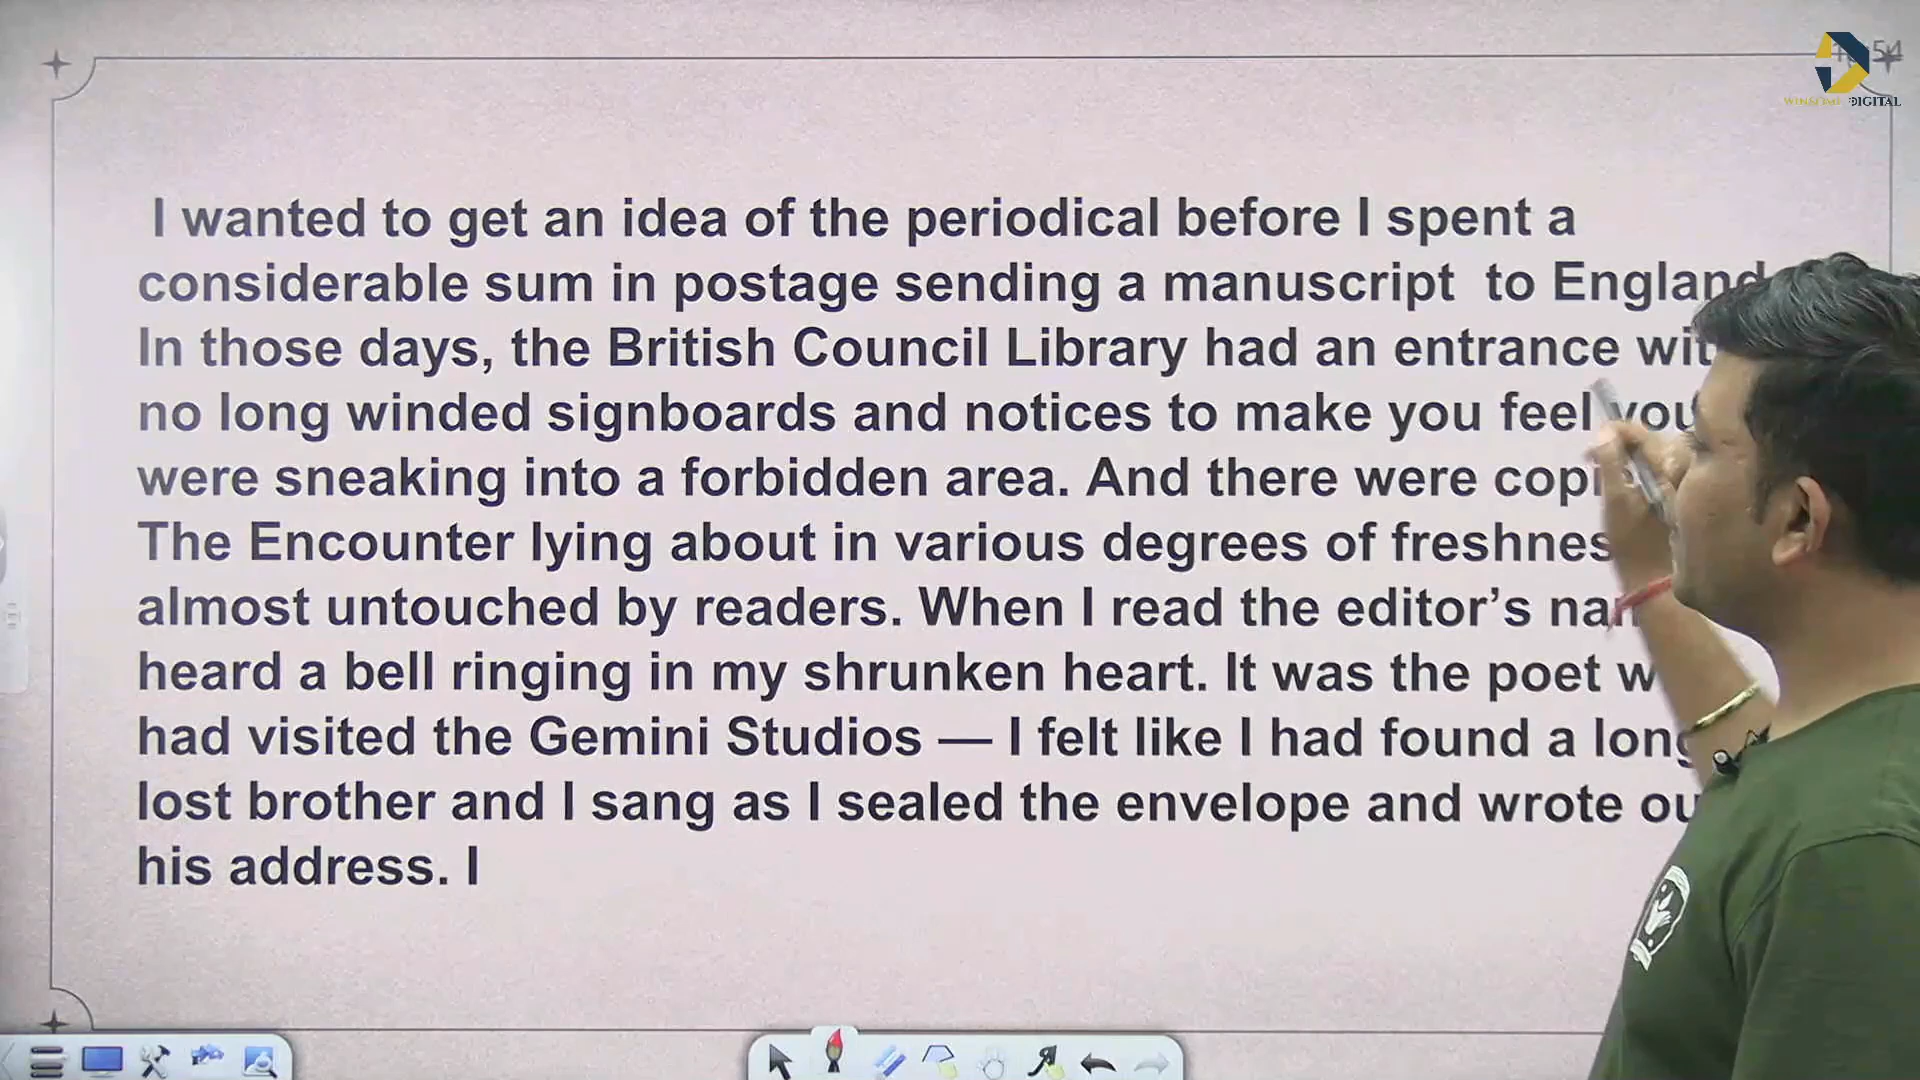 54
DIGITAL
I wanted to get an idea of the periodical before I spent a
considerable sum in postage sending a manuscript to England
In those days, the British Council Library had an entrance wit
no long winded signboards and notices to make you feel you
were sneaking into a forbidden area. And there were cop
The Encounter lying about in various degrees of freshnes
almost untouched by readers. When I read the editor’s na
heard a bell ringing in my shrunken heart. It was the poet w
had visited the Gemini Studios — I felt like I had found a long
lost brother and I sang as I sealed the envelope and wrote ou
his address. I